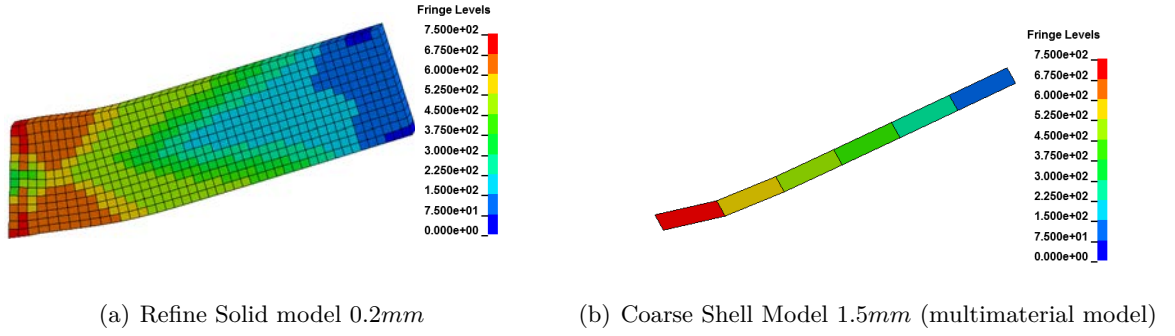 Fringe Levels
7.500e+02
6.750e+02
6.000e+02
5.250e+02
4.500e+02
3.750e+02
3.000e+02
2.250e+02
1.500e+02
7.500e+01
0.000e+00
Fringe Levels
7.500e+02
6.750e+02
6.000e+02
5.250e+02
4.500e+02
3.750e+02
3.000e+02
2.250e+02
1.500e+02
7.500e+01
0.000e+00
(a) Refine Solid model 0.2mm
(b) Coarse Shell Model 1.5mm (multimaterial model)